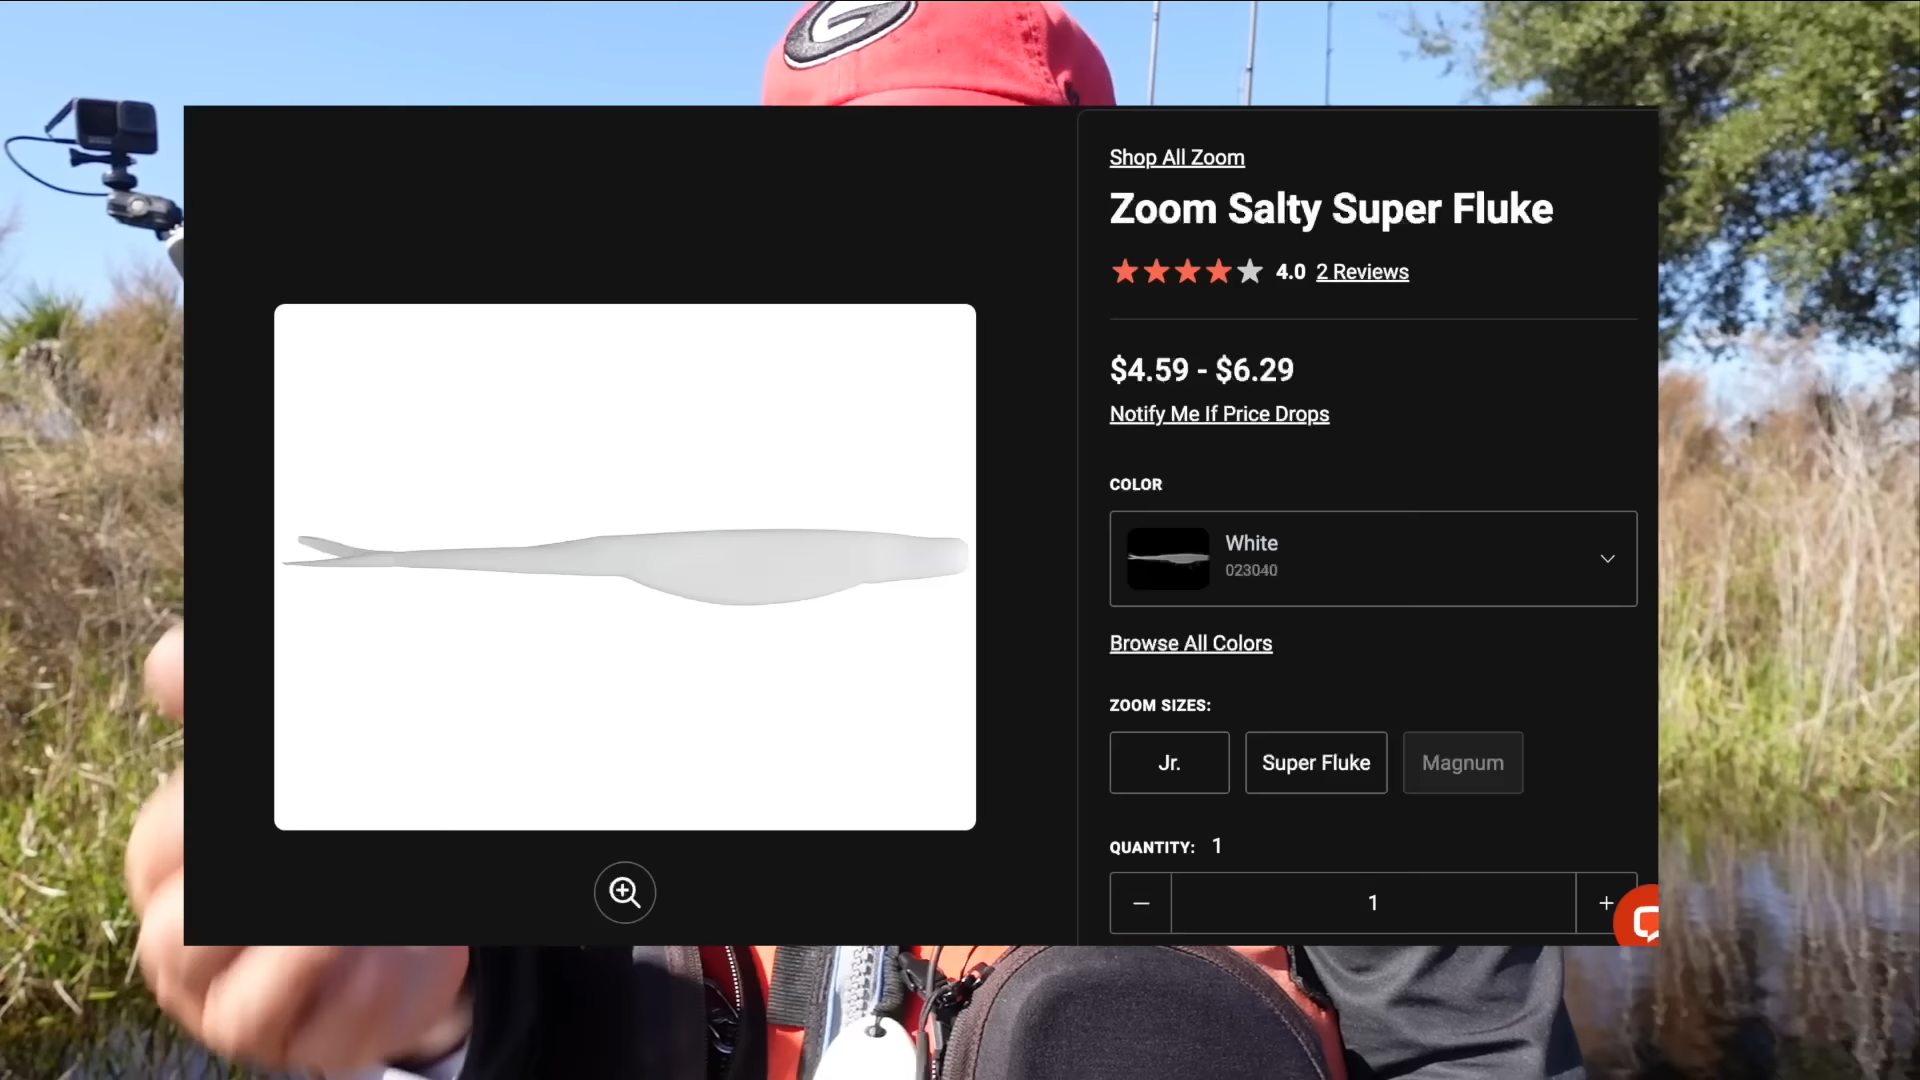 G
Shop All Zoom
Zoom Salty Super Fluke
4.0 2 Reviews
$4.59 - $6.29
Notify Me If Price Drops
COLOR
White
023040
Browse All Colors
ZOOM SIZES:
Jr. Super Fluke Magnum
QUANTITY: 1
− 1 +